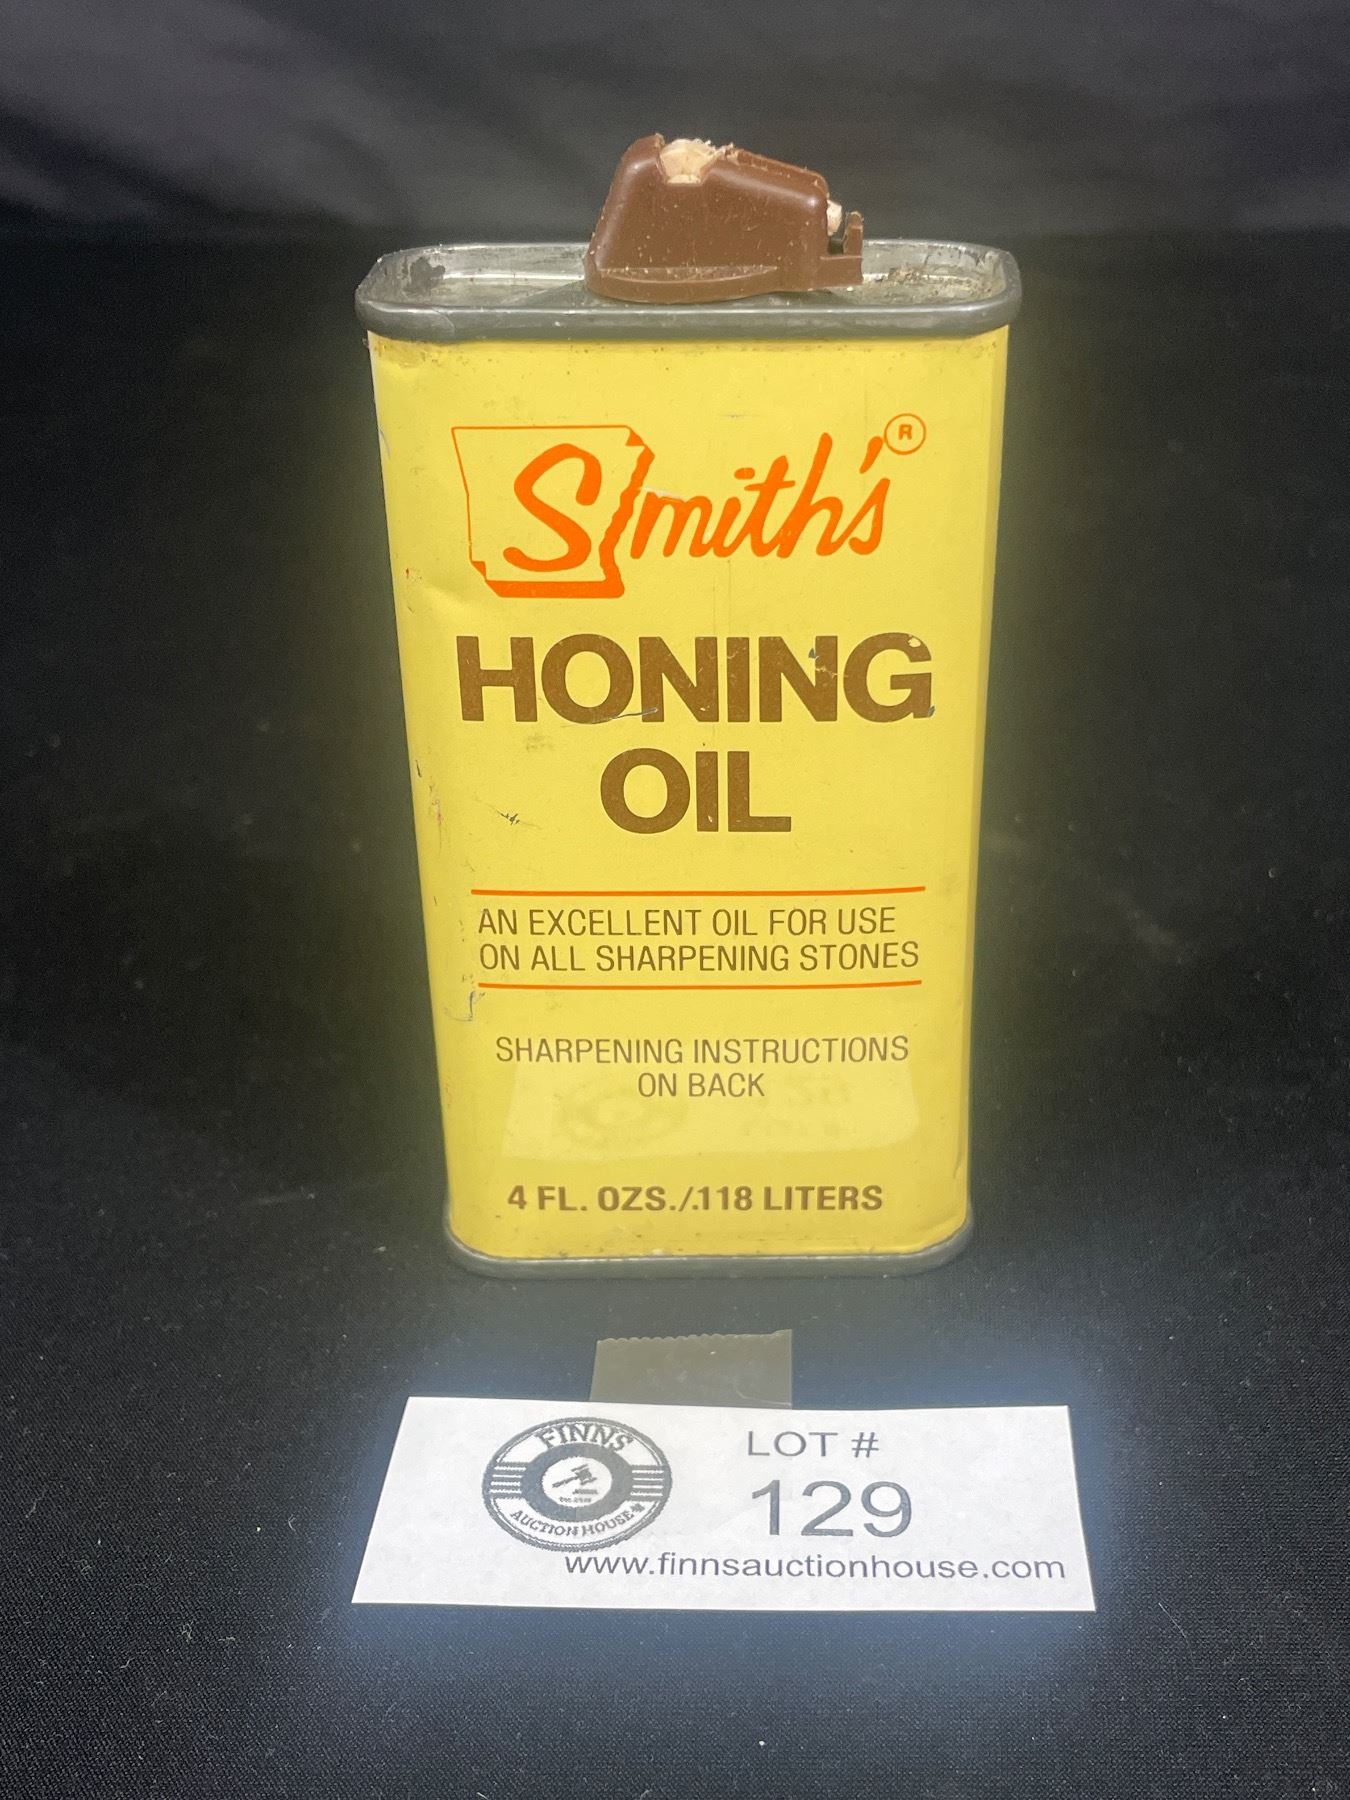 Smith's®
HONING
OIL
AN EXCELLENT OIL FOR USE
ON ALL SHARPENING STONES
SHARPENING INSTRUCTIONS
ON BACK
4 FL. OZS./.118 LITERS
FINNS
AUCTION HOUSE
LOT #
129
www.finnsauctionhouse.com